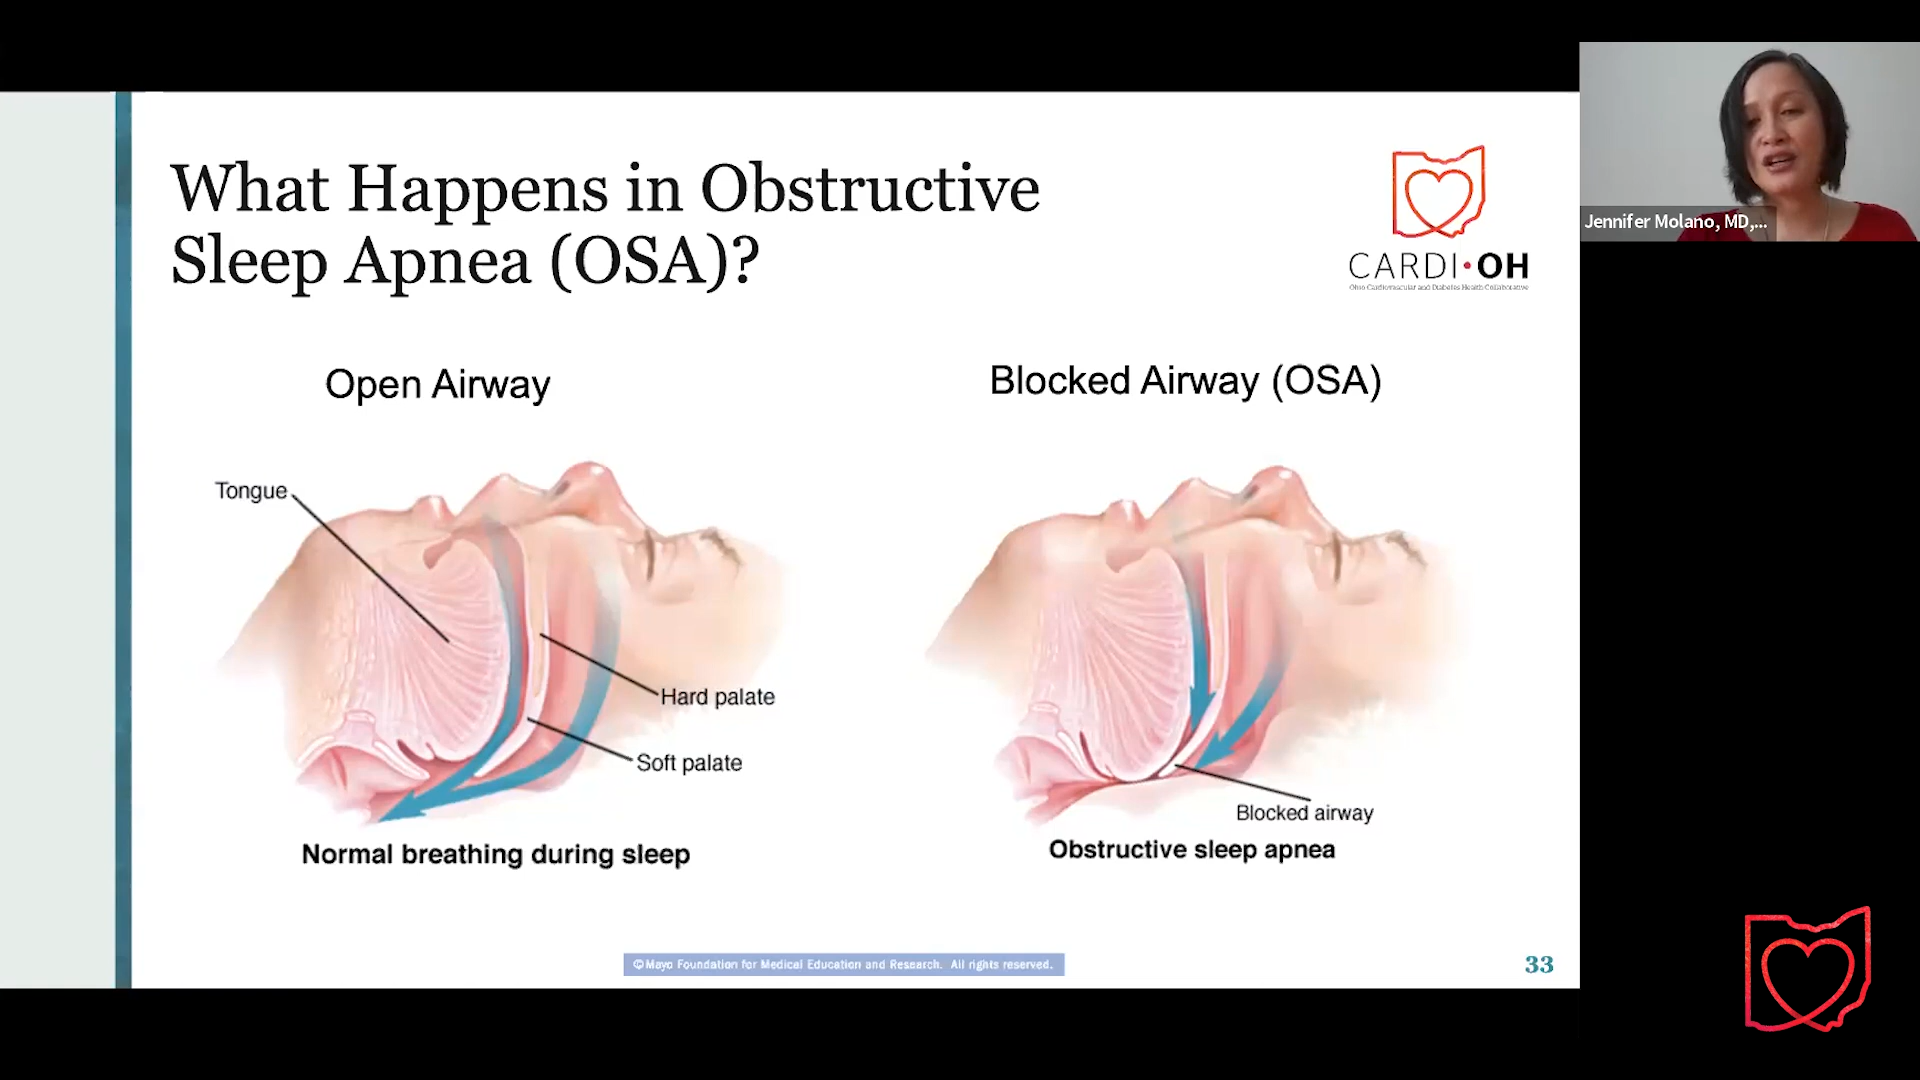 What Happens in Obstructive
Sleep Apnea (OSA)?
CARDI•OH
Ohio Cardiovascular and Diabetes Health Collaborative
Jennifer Molano, MD,...
Open Airway
Blocked Airway (OSA)
Tongue
Hard palate
Soft palate
Normal breathing during sleep
Blocked airway
Obstructive sleep apnea
©Mayo Foundation for Medical Education and Research. All rights reserved.
33